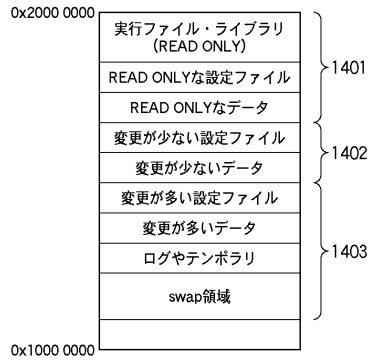 0x2000 0000
実行ファイル・ライブラリ
(READ ONLY)
READ ONLYな設定ファイル
READ ONLYなデータ
1401
変更が少ない設定ファイル
変更が少ないデータ
1402
変更が多い設定ファイル
変更が多いデータ
ログやテンポラリ
swap領域
1403
0x1000 0000